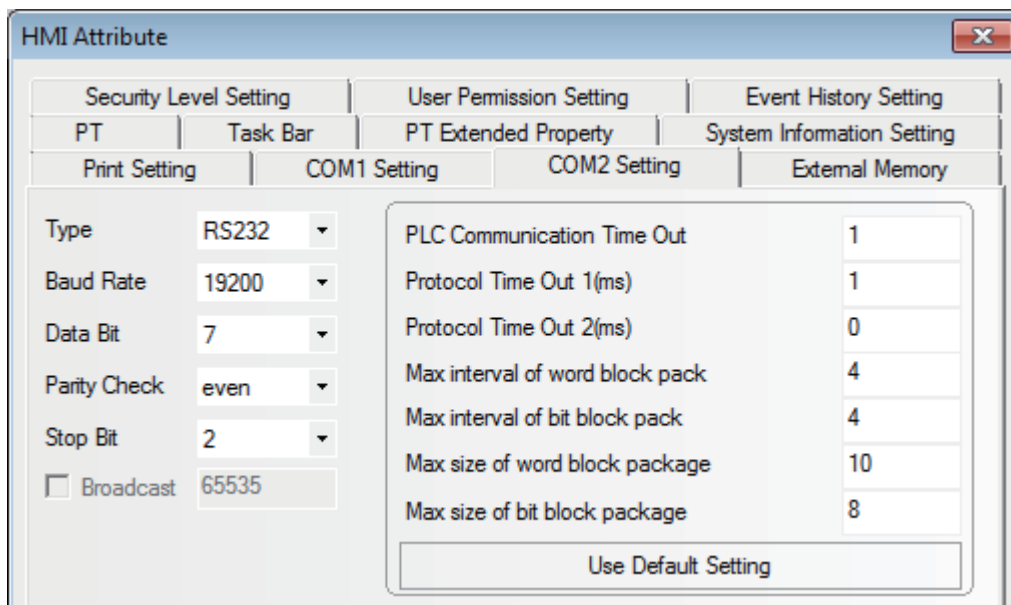 HMI Attribute
Security Level Setting User Permission Setting Event History Setting
PT Task Bar PT Extended Property System Information Setting
Print Setting COM1 Setting COM2 Setting External Memory
Type RS232
Baud Rate 19200
Data Bit 7
Parity Check even
Stop Bit 2
Broadcast 65535
PLC Communication Time Out 1
Protocol Time Out 1(ms) 1
Protocol Time Out 2(ms) 0
Max interval of word block pack 4
Max interval of bit block pack 4
Max size of word block package 10
Max size of bit block package 8
Use Default Setting